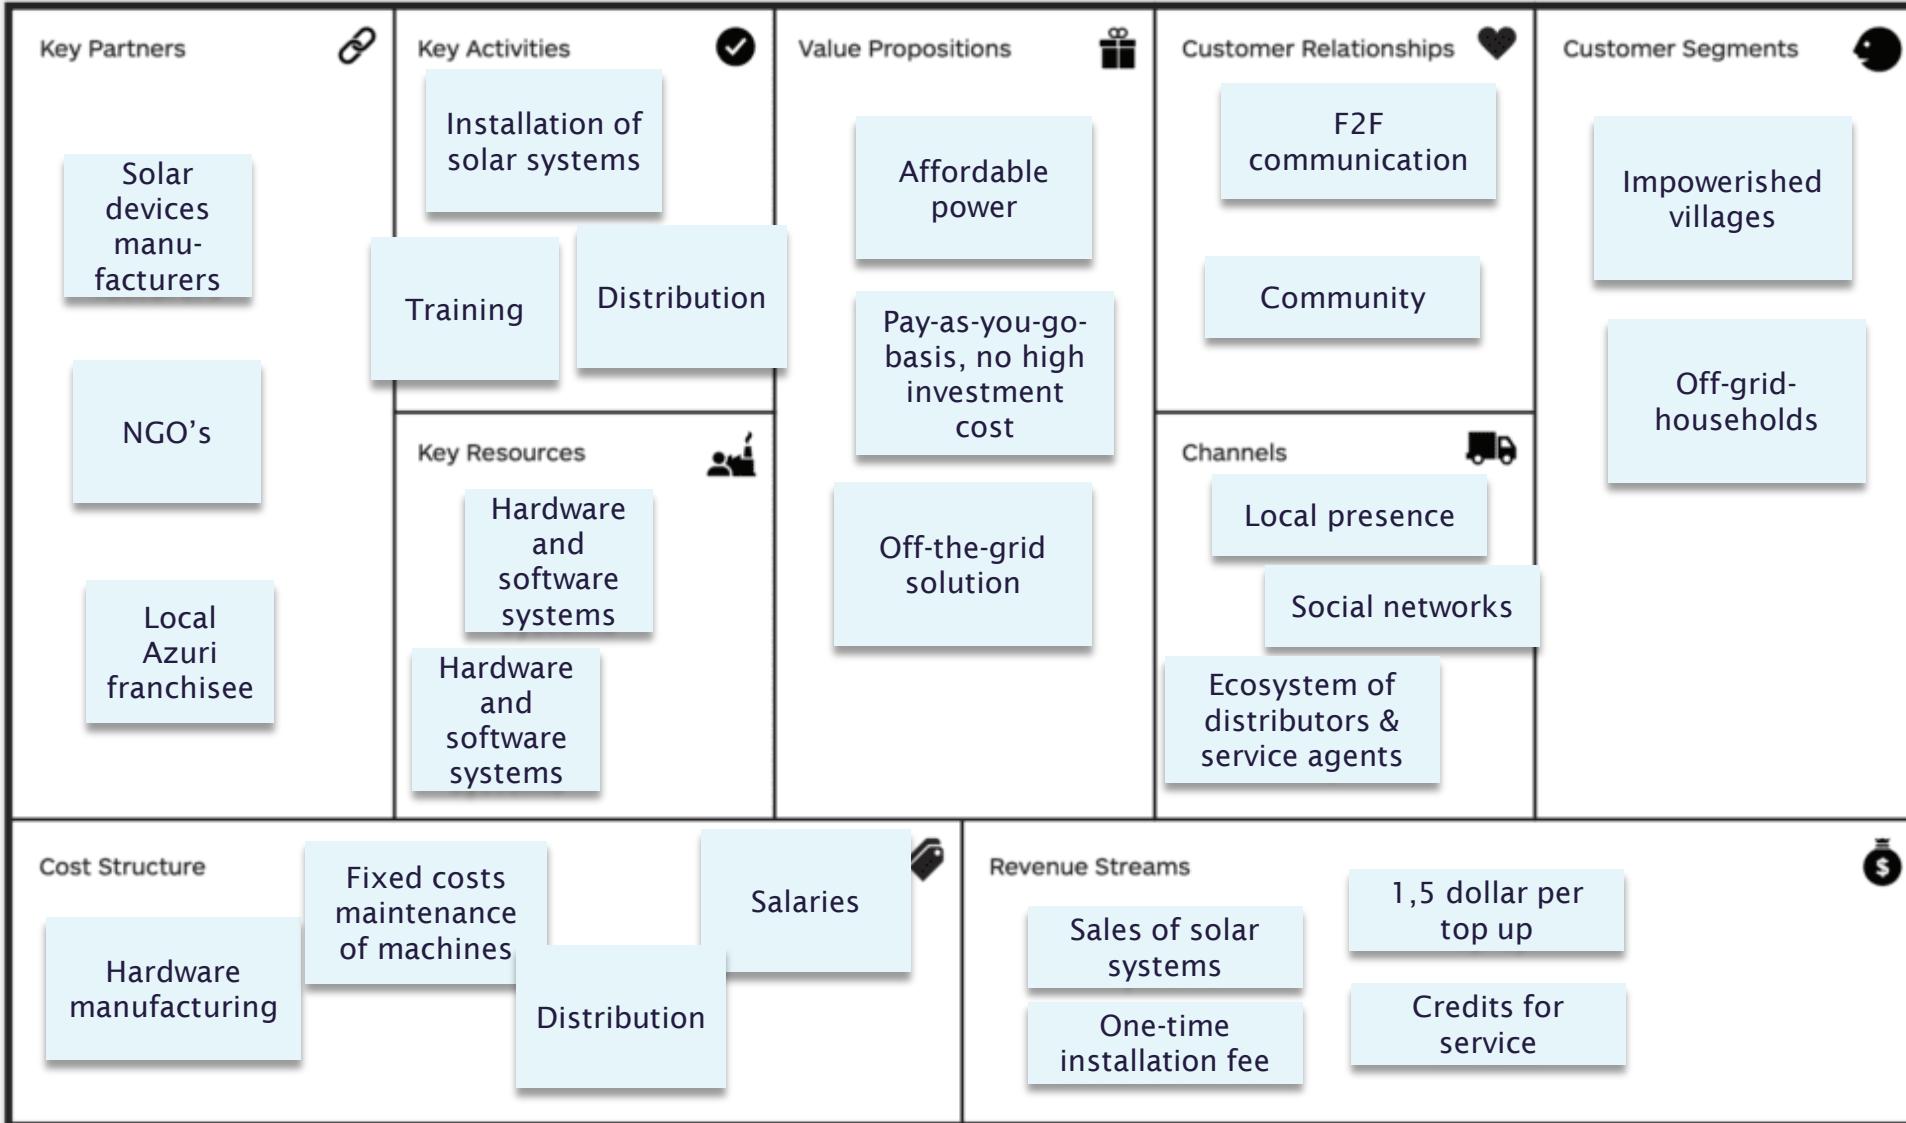 Key Partners
Solar
devices
manu-
facturers
NGO’s
Local
Azuri
franchisee
Key Activities
Installation of
solar systems
Training
Distribution
Key Resources
Hardware
and
software
systems
Hardware
and
software
systems
Value Propositions
Affordable
power
Pay-as-you-go-
basis, no high
investment
cost
Off-the-grid
solution
Customer Relationships
F2F
communication
Community
Channels
Local presence
Social networks
Ecosystem of
distributors &
service agents
Customer Segments
Impowerished
villages
Off-grid-
households
Cost Structure
Hardware
manufacturing
Fixed costs
maintenance
of machines
Distribution
Salaries
Revenue Streams
Sales of solar
systems
One-time
installation fee
1,5 dollar per
top up
Credits for
service
$